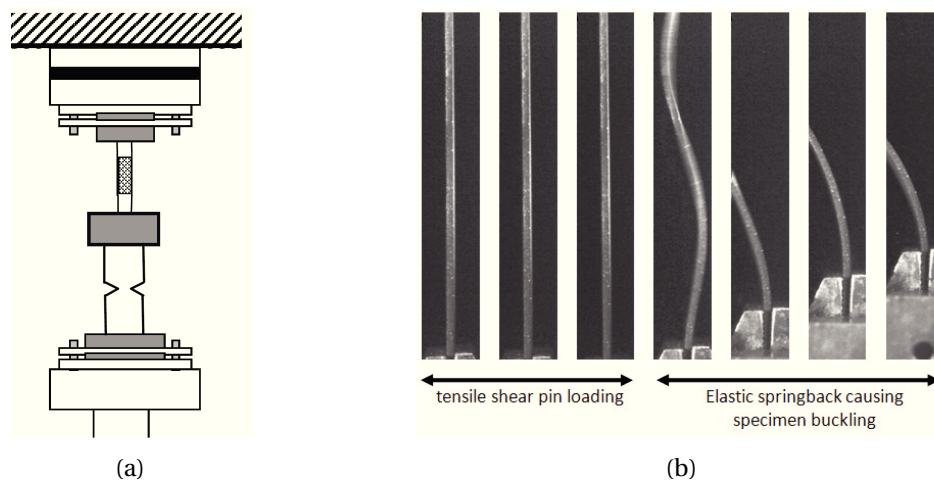 tensile shear pin loading
Elastic springback causing
specimen buckling
(a)
(b)